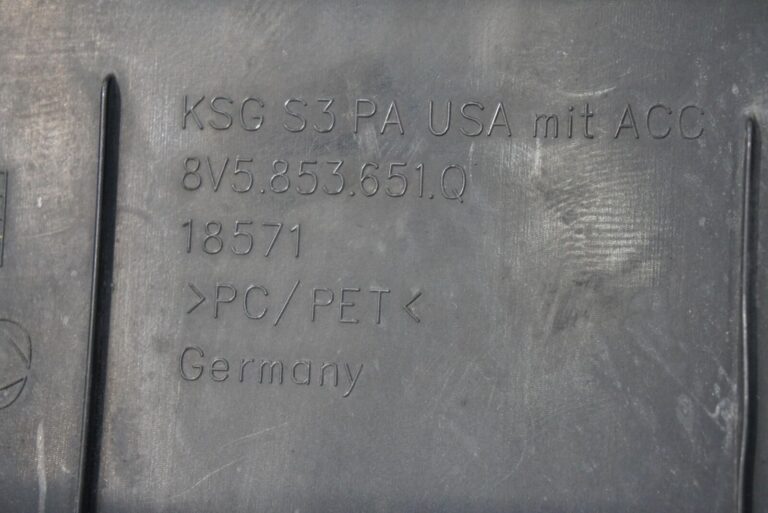 KSG S3 PA USA mit ACC
8V5.853.651.Q
18571
>PC/PET<
Germany